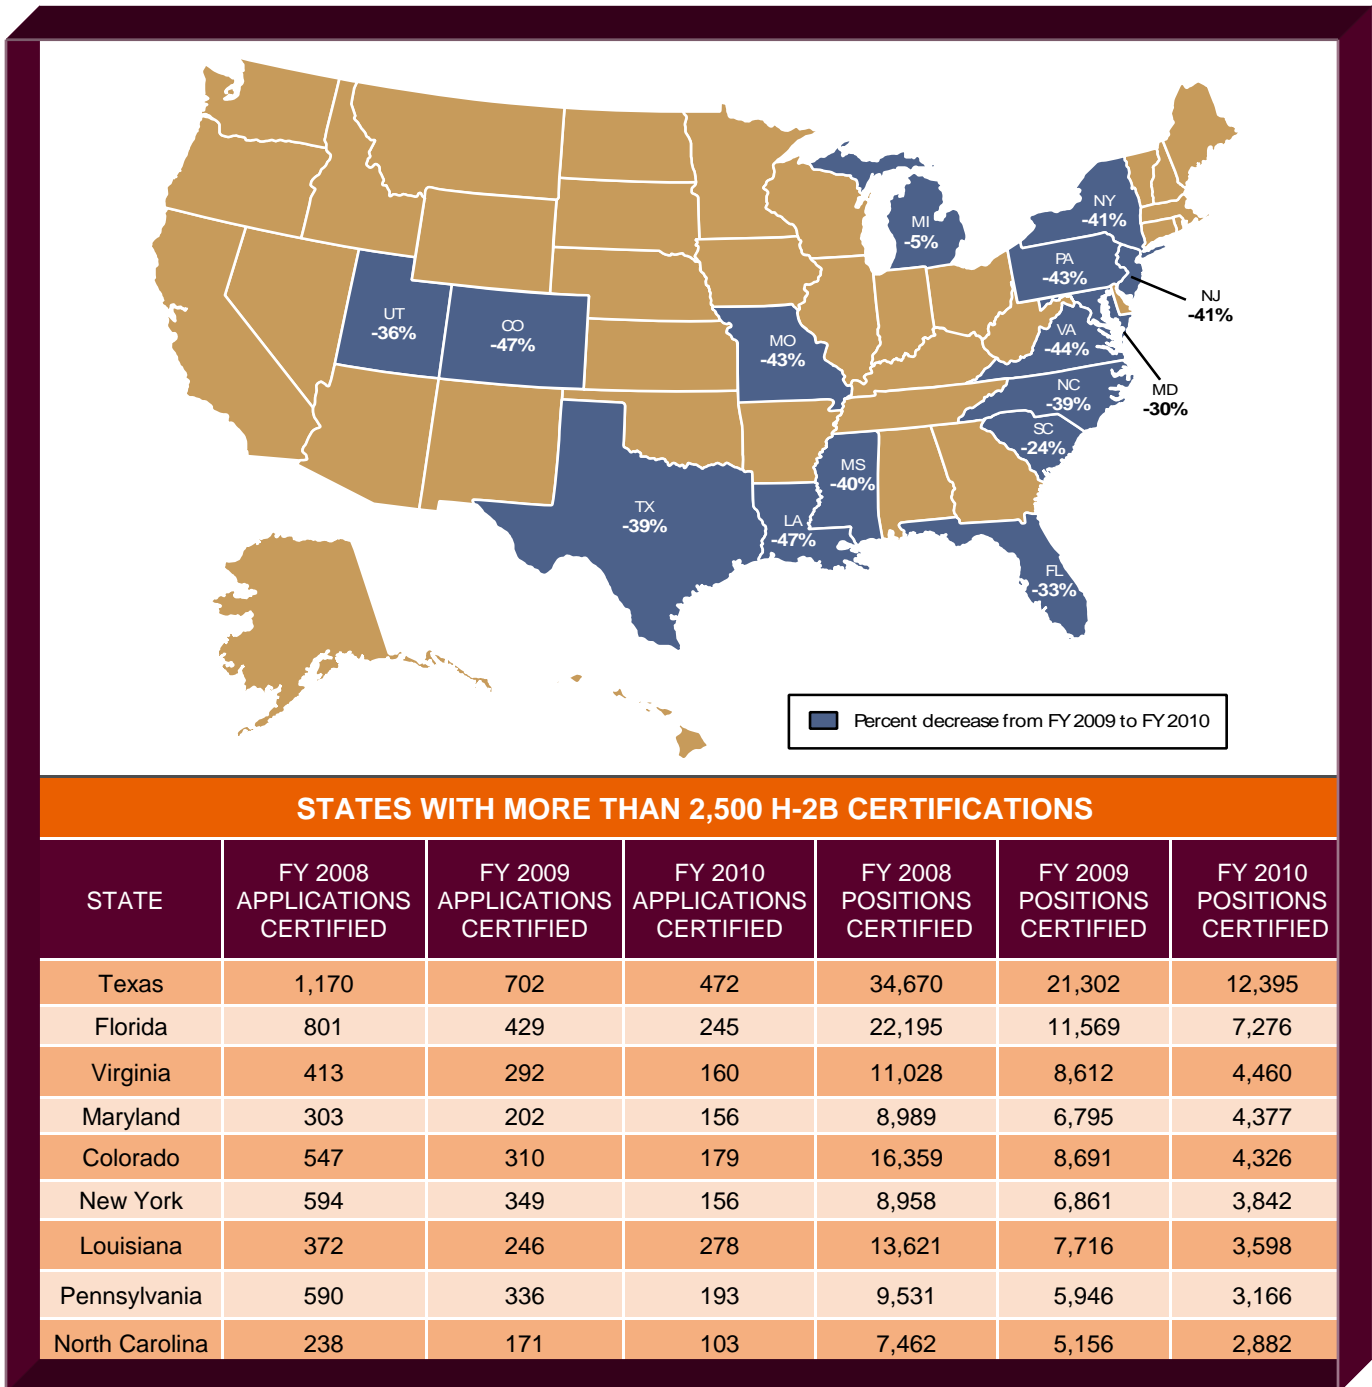 NY
-41%
MI
-5%
PA
-43%
NJ
-41%
UT
-36%
CO
-47%
MO
-43%
VA
-44%
MD
-30%
NC
-39%
SC
-24%
MS
-40%
TX
-39%
LA
-47%
FL
-33%
Percent decrease from FY 2009 to FY 2010
STATES WITH MORE THAN 2,500 H-2B CERTIFICATIONS
STATE
FY 2008
APPLICATIONS
CERTIFIED
FY 2009
APPLICATIONS
CERTIFIED
FY 2010
APPLICATIONS
CERTIFIED
FY 2008
POSITIONS
CERTIFIED
FY 2009
POSITIONS
CERTIFIED
FY 2010
POSITIONS
CERTIFIED
Texas 1,170 702 472 34,670 21,302 12,395
Florida 801 429 245 22,195 11,569 7,276
Virginia 413 292 160 11,028 8,612 4,460
Maryland 303 202 156 8,989 6,795 4,377
Colorado 547 310 179 16,359 8,691 4,326
New York 594 349 156 8,958 6,861 3,842
Louisiana 372 246 278 13,621 7,716 3,598
Pennsylvania 590 336 193 9,531 5,946 3,166
North Carolina 238 171 103 7,462 5,156 2,882